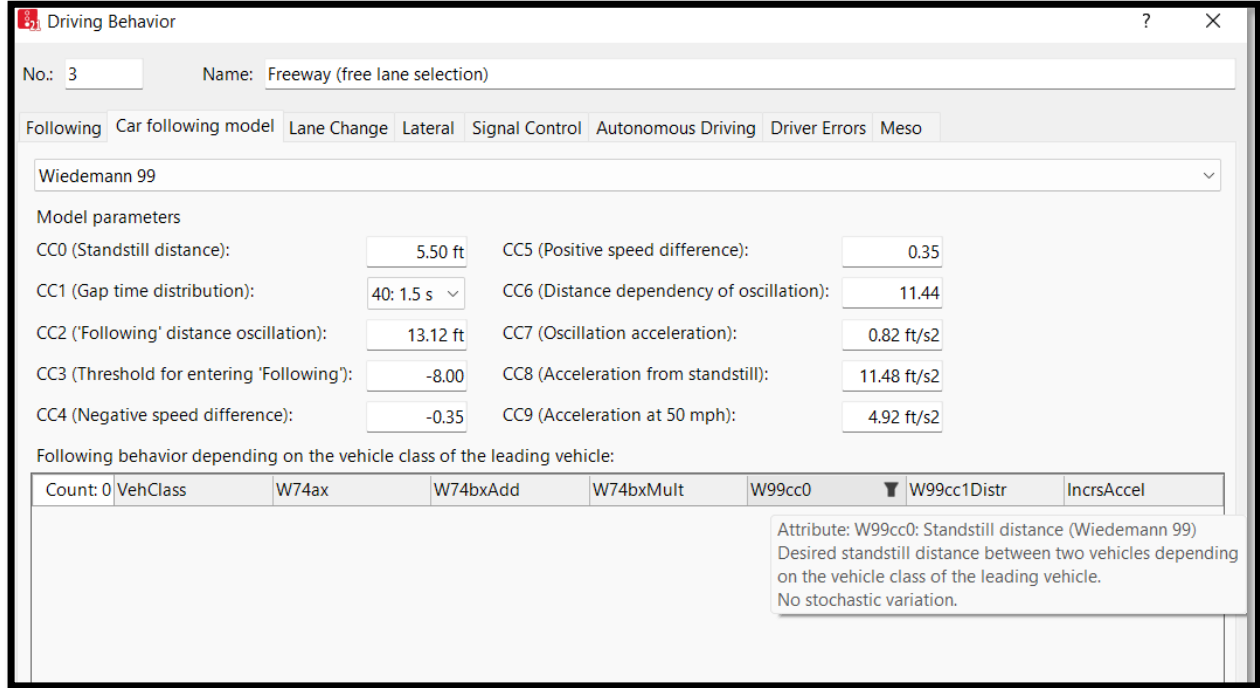 Driving Behavior ? ×
No.: 3 Name: Freeway (free lane selection)
Following Car following model Lane Change Lateral Signal Control Autonomous Driving Driver Errors Meso
Wiedemann 99
Model parameters
CC0 (Standstill distance): 5.50 ft CC5 (Positive speed difference): 0.35
CC1 (Gap time distribution): 40: 1.5 s CC6 (Distance dependency of oscillation): 11.44
CC2 ('Following' distance oscillation): 13.12 ft CC7 (Oscillation acceleration): 0.82 ft/s2
CC3 (Threshold for entering 'Following'): -8.00 CC8 (Acceleration from standstill): 11.48 ft/s2
CC4 (Negative speed difference): -0.35 CC9 (Acceleration at 50 mph): 4.92 ft/s2
Following behavior depending on the vehicle class of the leading vehicle:
Count: 0 VehClass W74ax W74bxAdd W74bxMult W99cc0 W99cc1Distr IncrsAccel
Attribute: W99cc0: Standstill distance (Wiedemann 99)
Desired standstill distance between two vehicles depending
on the vehicle class of the leading vehicle.
No stochastic variation.